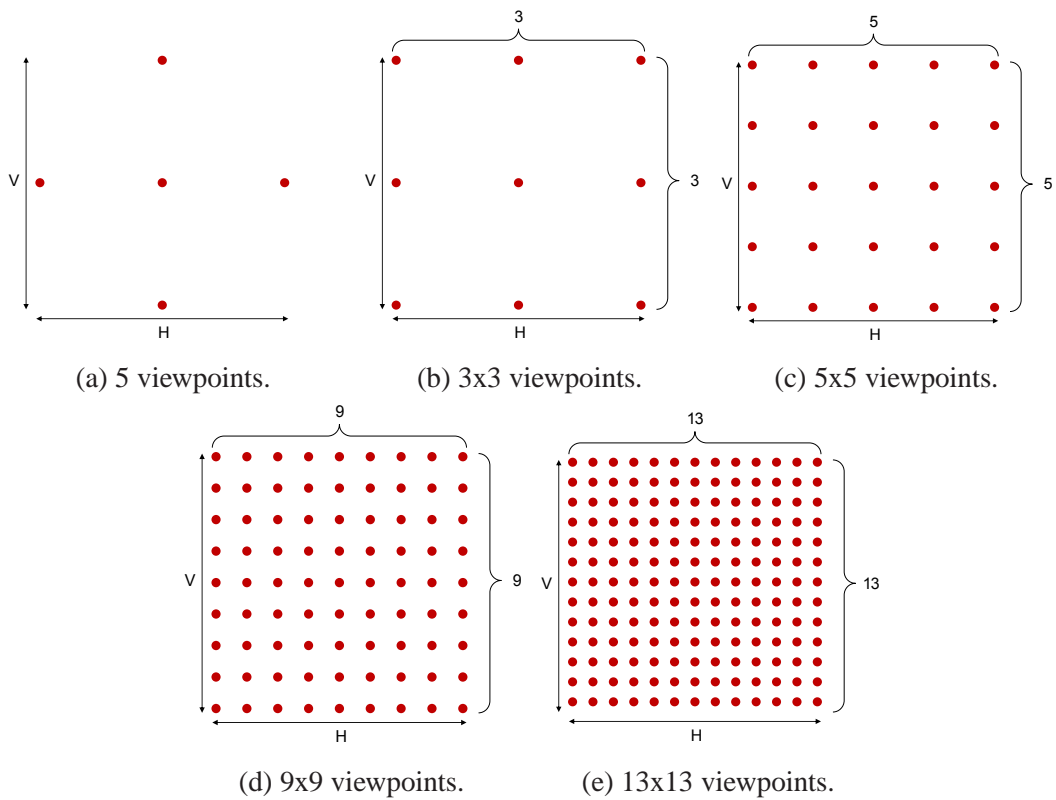 3
5
V
V
3
V
5
H
H
H
(a) 5 viewpoints.
(b) 3x3 viewpoints.
(c) 5x5 viewpoints.
9
13
V
9
V
13
H
H
(d) 9x9 viewpoints.
(e) 13x13 viewpoints.